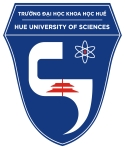 TRƯỜNG ĐẠI HỌC KHOA HỌC HUẾ
HUE UNIVERSITY OF SCIENCES